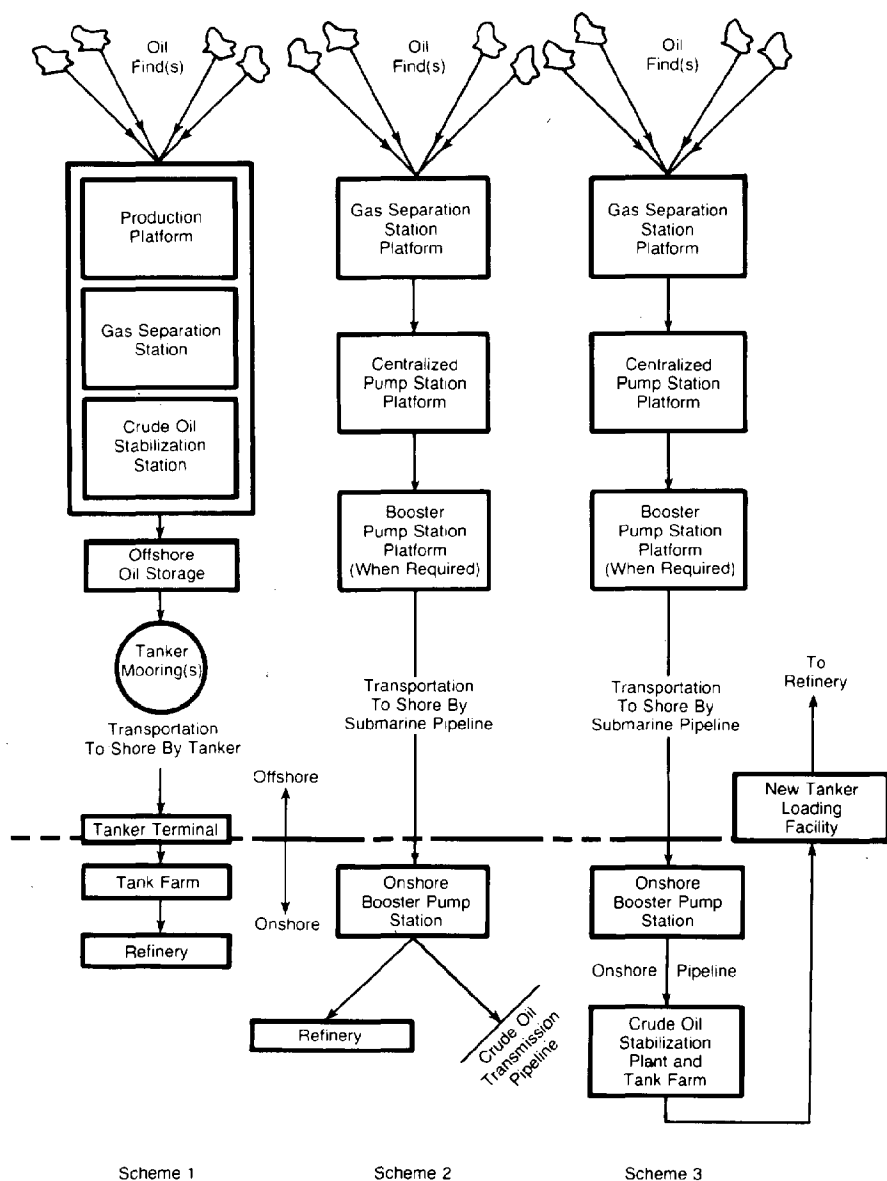 Oil
Find(s)
Production
Platform
Gas Separation
Station
Crude Oil
Stabilization
Station
Offshore
Oil Storage
Tanker
Mooring(s)
Transportation
To Shore By Tanker
Tanker Terminal
Tank Farm
Refinery
Scheme 1
Offshore
Onshore
Oil
Find(s)
Gas Separation
Station
Platform
Centralized
Pump Station
Platform
Booster
Pump Station
Platform
(When Required)
Transportation
To Shore By
Submarine Pipeline
Onshore
Booster Pump
Station
Refinery
Crude Oil
Transmission
Pipeline
Scheme 2
Oil
Find(s)
Gas Separation
Station
Platform
Centralized
Pump Station
Platform
Booster
Pump Station
Platform
(When Required)
Transportation
To Shore By
Submarine Pipeline
Onshore
Booster Pump
Station
Onshore Pipeline
Crude Oil
Stabilization
Plant and
Tank Farm
New Tanker
Loading
Facility
To
Refinery
Scheme 3